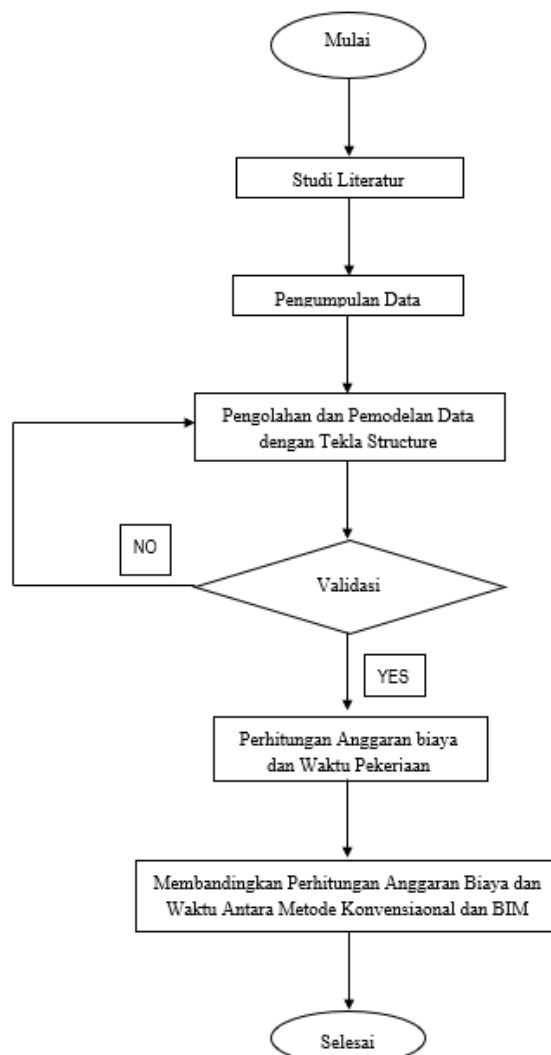 Mulai
Studi Literatur
Pengumpulan Data
Pengolahan dan Pemodelan Data
dengan Tekla Structure
NO
Validasi
YES
Perhitungan Anggaran biaya
dan Waktu Pekerjaan
Membandingkan Perhitungan Anggaran Biaya dan
Waktu Antara Metode Konvensiaonal dan BIM
Selesai